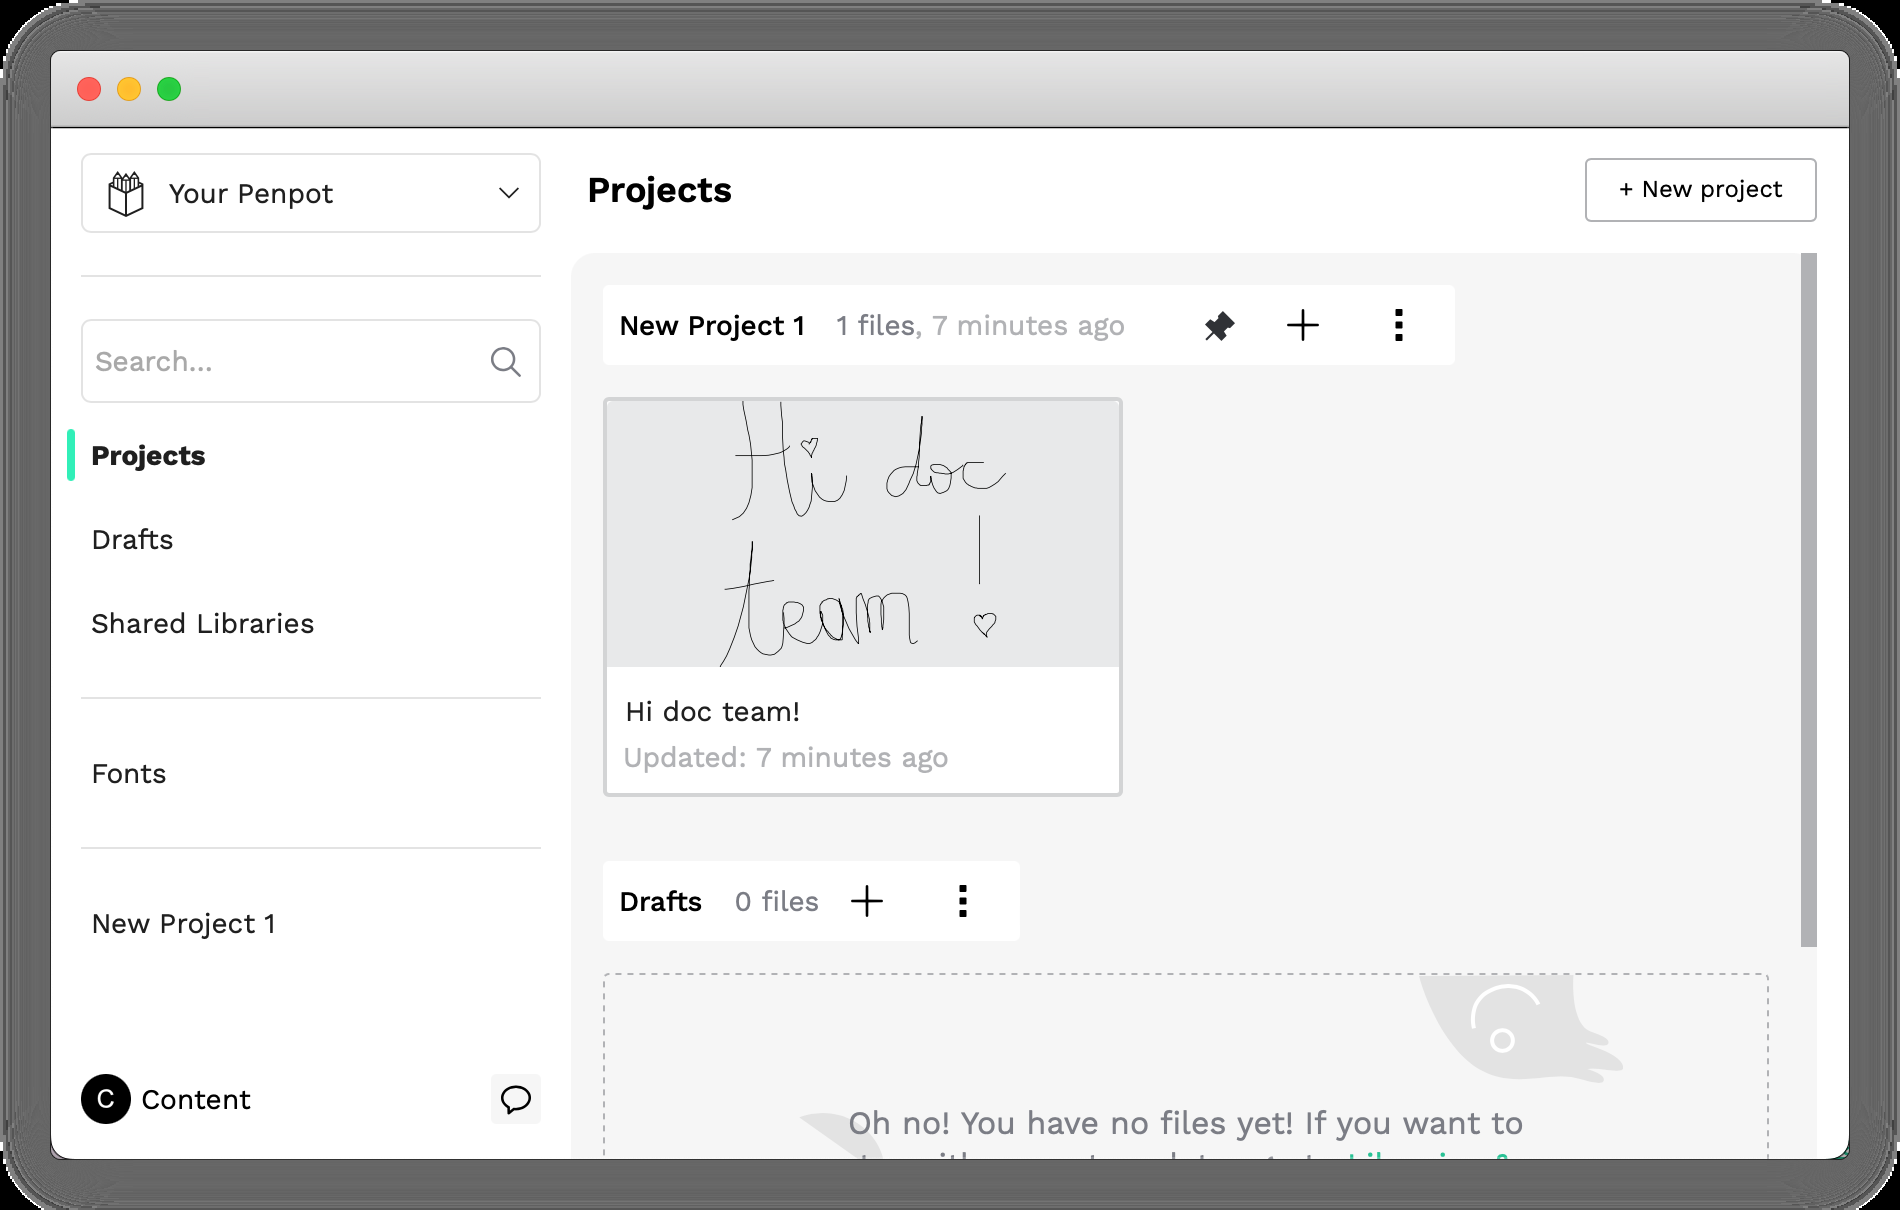 Your Penpot
Projects
+ New project
Search...
New Project 1 1 files, 7 minutes ago
Projects
Drafts
Shared Libraries
Fonts
New Project 1
Hi doc
team!
Hi doc team!
Updated: 7 minutes ago
Drafts 0 files
Oh no! You have no files yet! If you want to
C Content